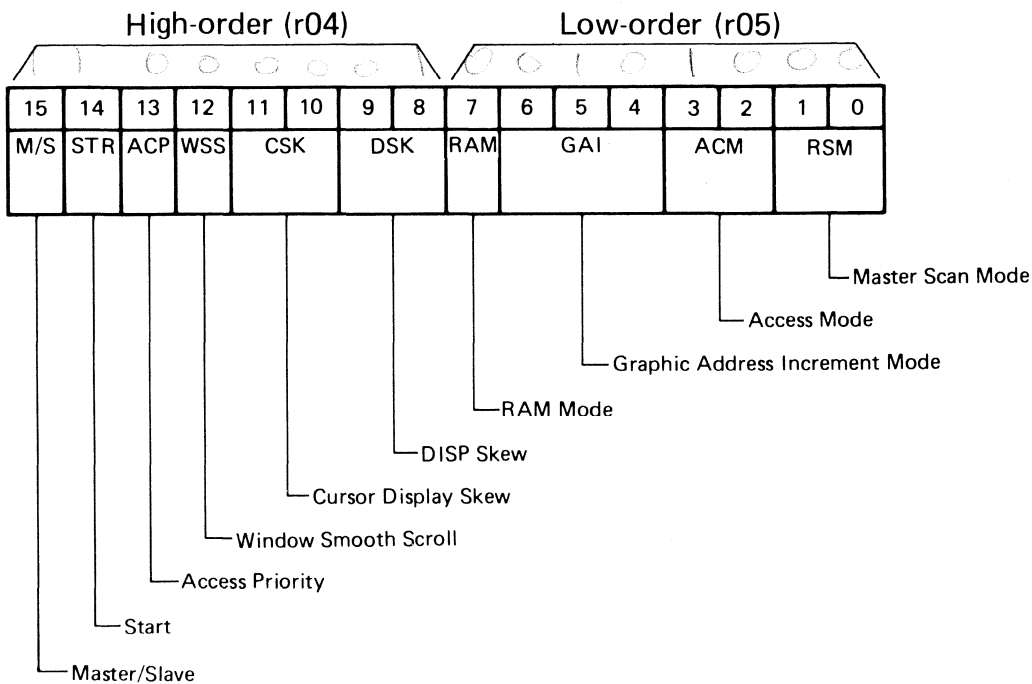 High-order (r04) Low-order (r05)
1 1 0 0 0 0 0 1 0 0 1 0 1 0 0 0
15 14 13 12 11 10 9 8 7 6 5 4 3 2 1 0
M/S STR ACP WSS CSK DSK RAM GAI ACM RSM
Master Scan Mode
Access Mode
Graphic Address Increment Mode
RAM Mode
DISP Skew
Cursor Display Skew
Window Smooth Scroll
Access Priority
Start
Master/Slave